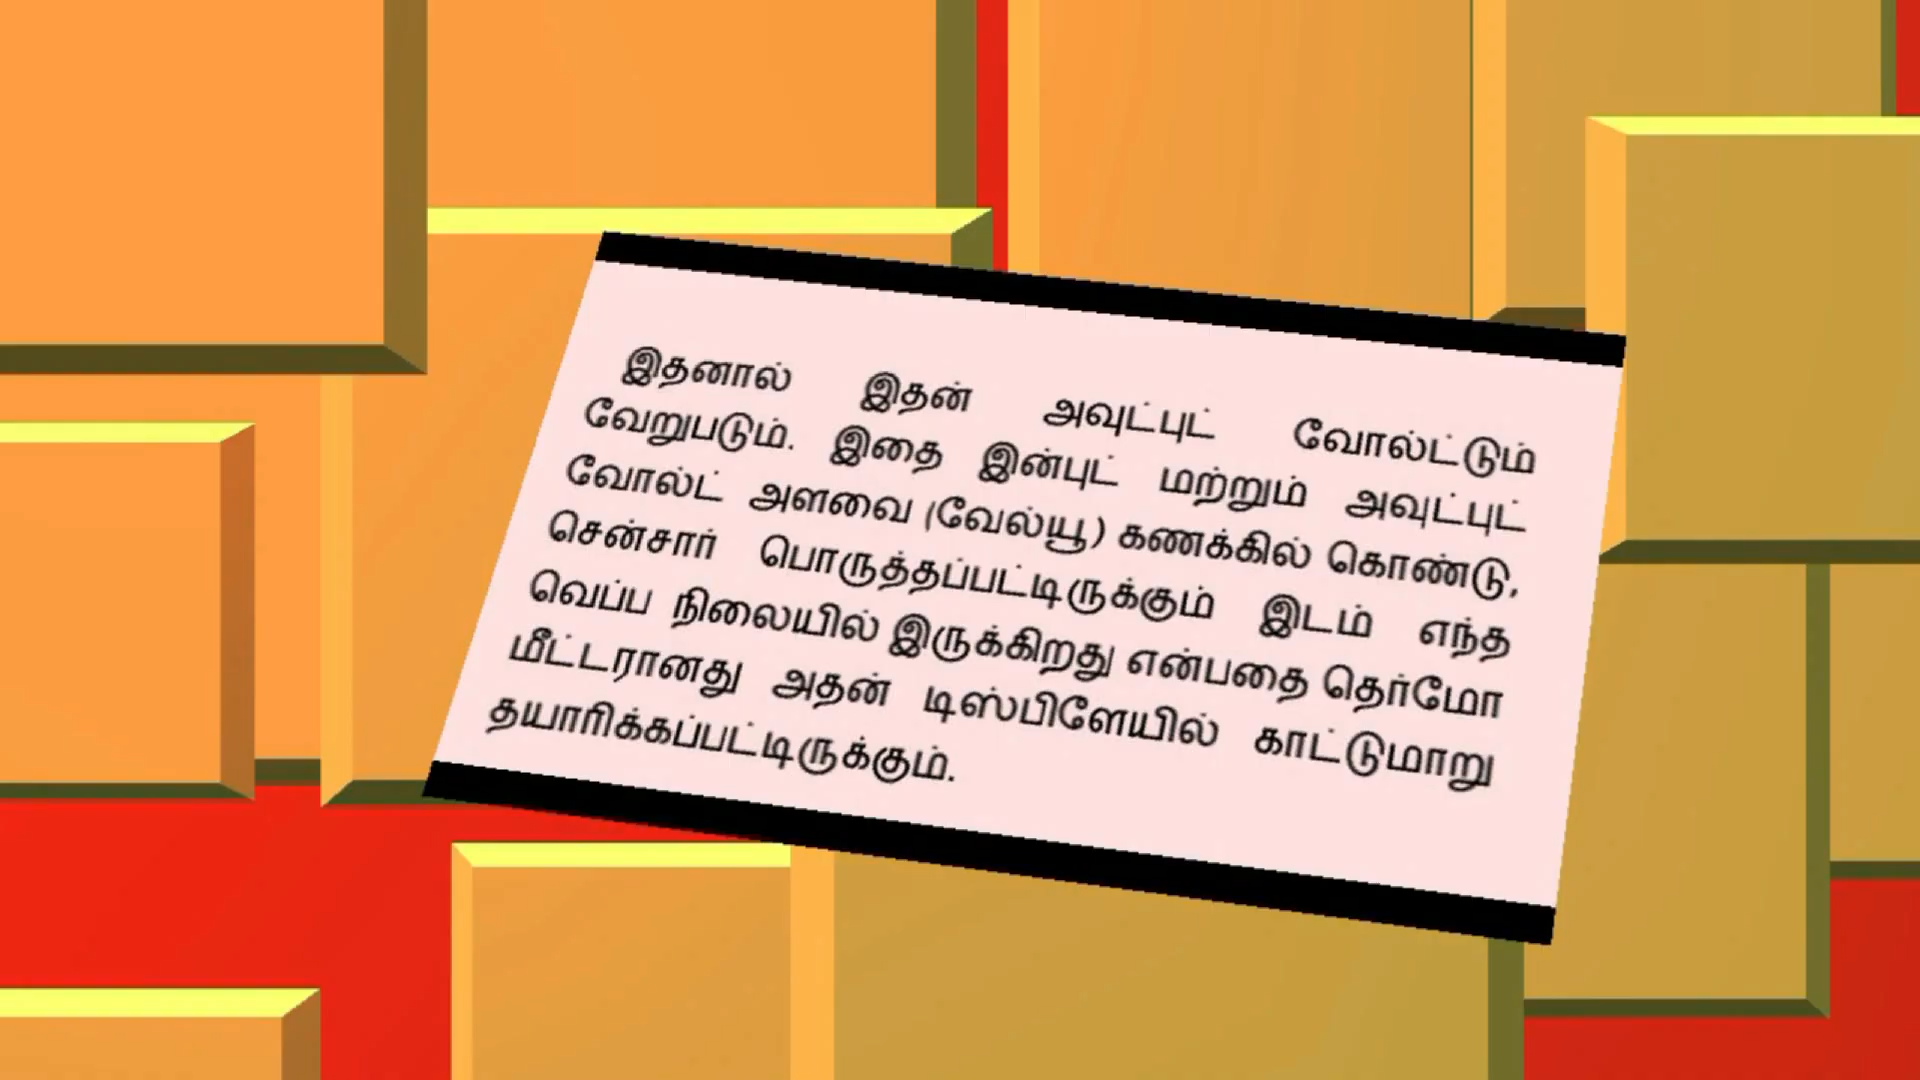 இதனால் இதன் அவுட்புட் வோல்ட்டும்
வேறுபடும். இதை இன்புட் மற்றும் அவுட்புட்
வோல்ட் அளவை (வேல்யூ) கணக்கில் கொண்டு,
சென்சார் பொருத்தப்பட்டிருக்கும் இடம் எந்த
வெப்ப நிலையில் இருக்கிறது என்பதை தெர்மோ
மீட்டரானது அதன் டிஸ்பிளேயில் காட்டுமாறு
தயாரிக்கப்பட்டிருக்கும்.